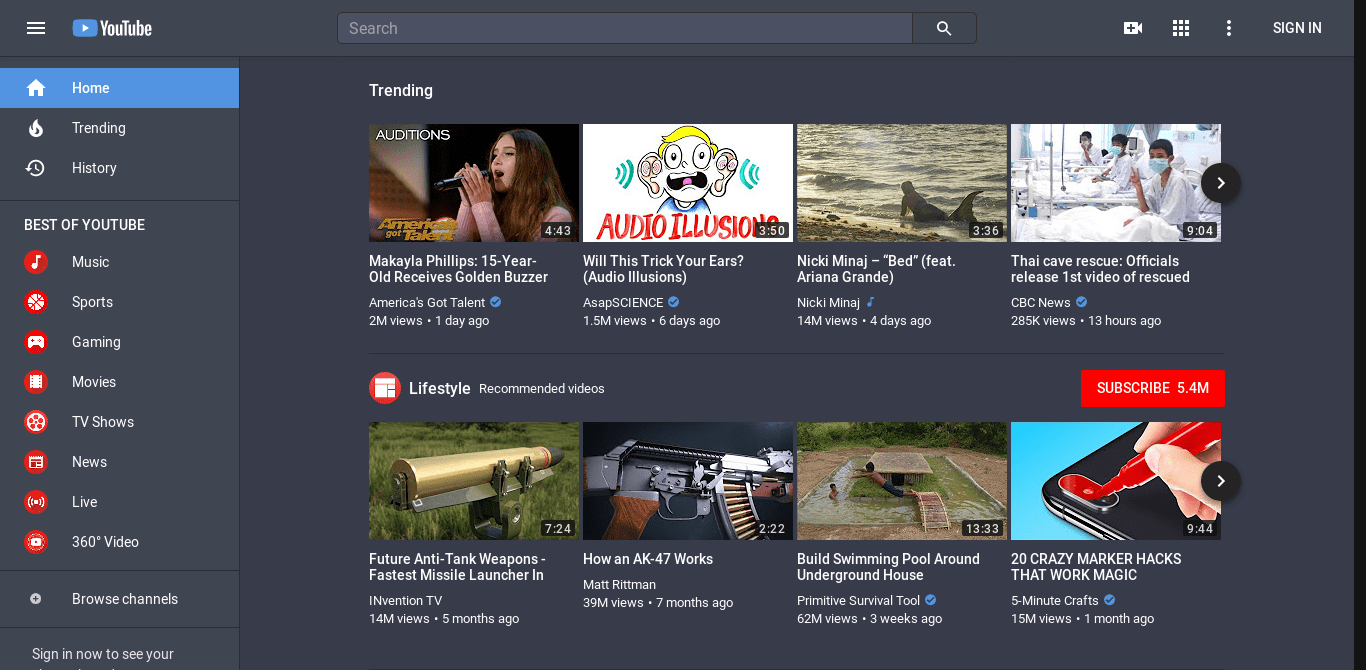 YouTube
Search
SIGN IN
Home
Trending
History
BEST OF YOUTUBE
Music
Sports
Gaming
Movies
TV Shows
News
Live
360° Video
Browse channels
Sign in now to see your
Trending
AUDITIONS
America's
got Talent
4:43
AUDIO ILLUSIONS
3:50
3:36
9:04
Makayla Phillips: 15-Year-
Old Receives Golden Buzzer
America's Got Talent
2M views • 1 day ago
Will This Trick Your Ears?
(Audio Illusions)
AsapSCIENCE
1.5M views • 6 days ago
Nicki Minaj – “Bed” (feat.
Ariana Grande)
Nicki Minaj
14M views • 4 days ago
Thai cave rescue: Officials
release 1st video of rescued
CBC News
285K views • 13 hours ago
Lifestyle Recommended videos
SUBSCRIBE 5.4M
7:24
2:22
13:33
9:44
Future Anti-Tank Weapons -
Fastest Missile Launcher In
INvention TV
14M views • 5 months ago
How an AK-47 Works
Matt Rittman
39M views • 7 months ago
Build Swimming Pool Around
Underground House
Primitive Survival Tool
62M views • 3 weeks ago
20 CRAZY MARKER HACKS
THAT WORK MAGIC
5-Minute Crafts
15M views • 1 month ago